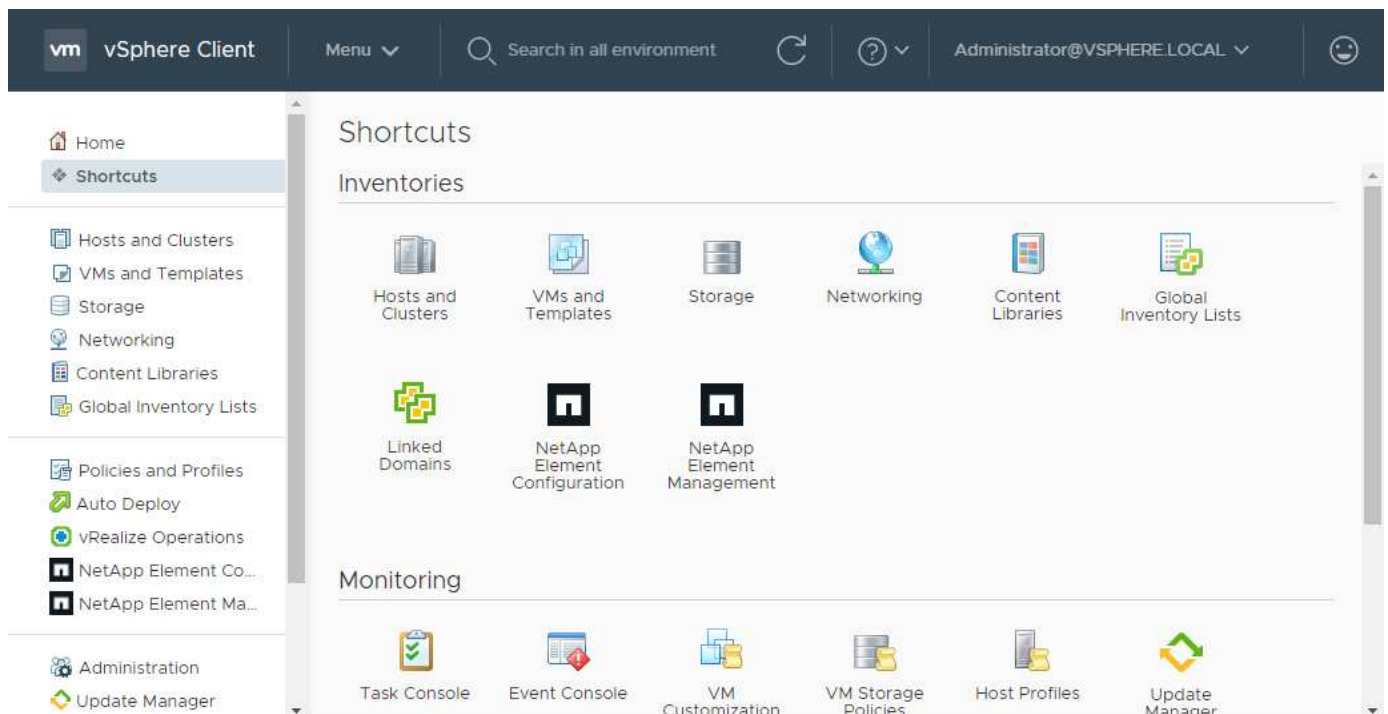 vm vSphere Client Menu Search in all environment Administrator@VSPHERE.LOCAL
Home
Shortcuts
Hosts and Clusters
VMs and Templates
Storage
Networking
Content Libraries
Global Inventory Lists
Policies and Profiles
Auto Deploy
vRealize Operations
NetApp Element Co...
NetApp Element Ma...
Administration
Update Manager
Shortcuts
Inventories
Hosts and
Clusters
VMs and
Templates
Storage
Networking
Content
Libraries
Global
Inventory Lists
Linked
Domains
NetApp
Element
Configuration
NetApp
Element
Management
Monitoring
Task Console
Event Console
VM
Customization
VM Storage
Policies
Host Profiles
Update
Manager